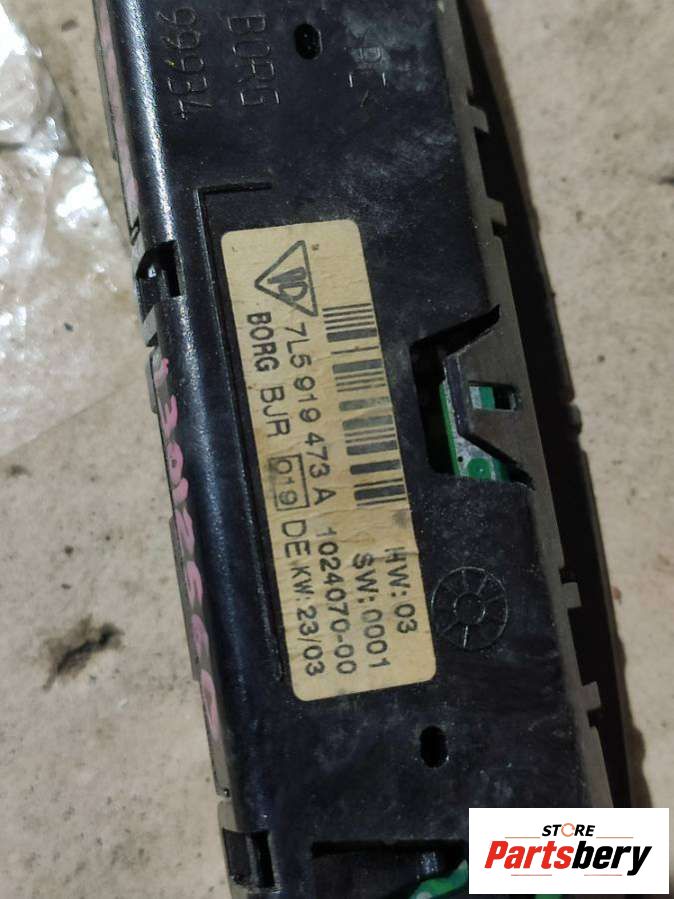 BORG
99934
7L5 919 473 A 1024070-00
BORG BJR 019 DE KW: 23/03
HW: 03
SW: 0001
STORE
Partsbery